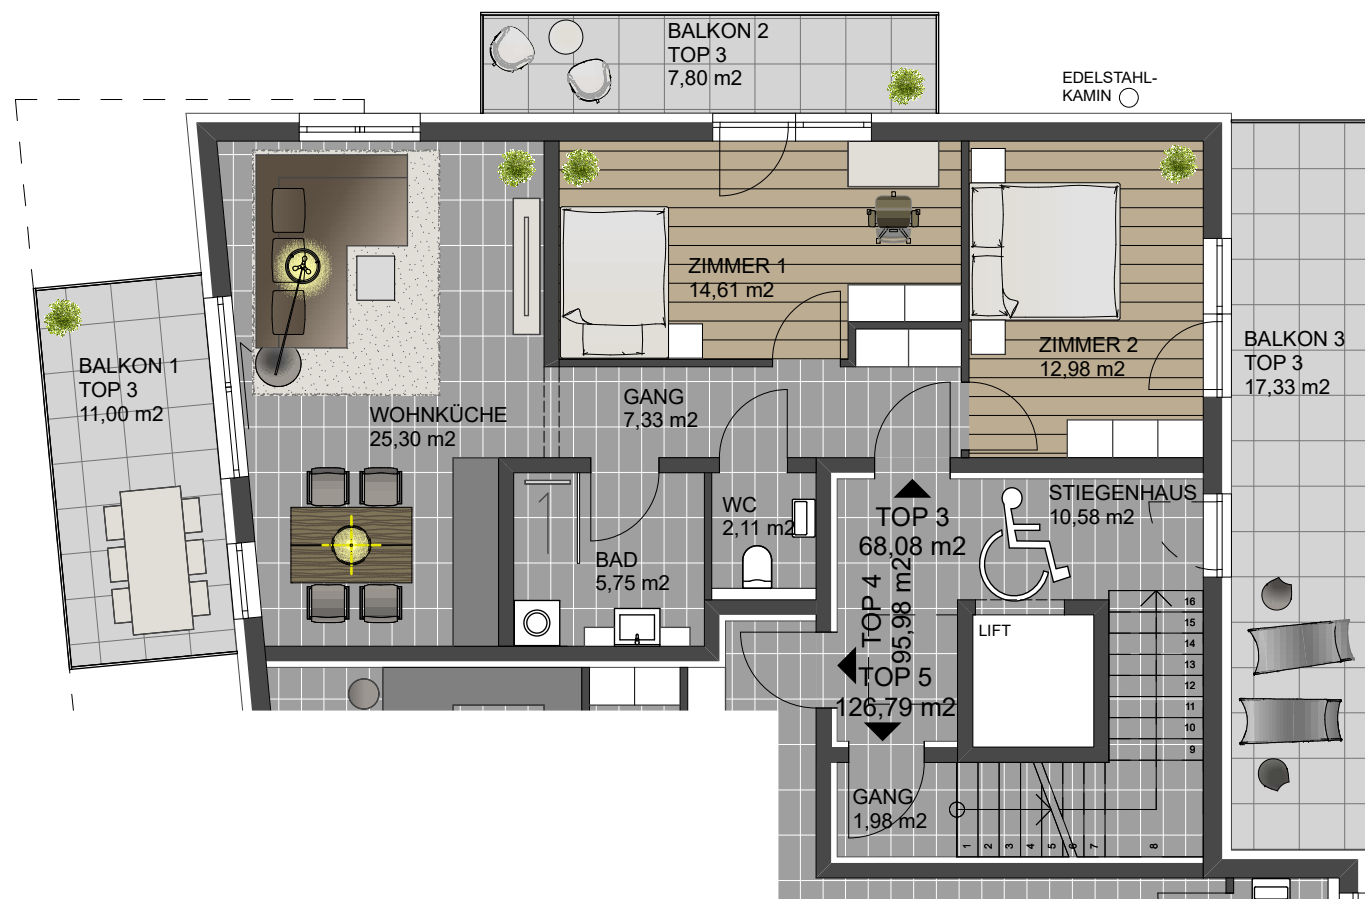 BALKON 2
TOP 3
7,80 m2
EDELSTAHL-
KAMIN
ZIMMER 1
14,61 m2
ZIMMER 2
12,98 m2
BALKON 3
TOP 3
17,33 m2
BALKON 1
TOP 3
11,00 m2
GANG
7,33 m2
WOHNKÜCHE
25,30 m2
WC
2,11 m2
BAD
5,75 m2
STIEGENHAUS
10,58 m2
TOP 3
68,08 m2
TOP 4
95,98 m2
TOP 5
126,79 m2
LIFT
16
15
14
13
12
11
10
9
GANG
1,98 m2
1
2
3
4
5
6
7
8